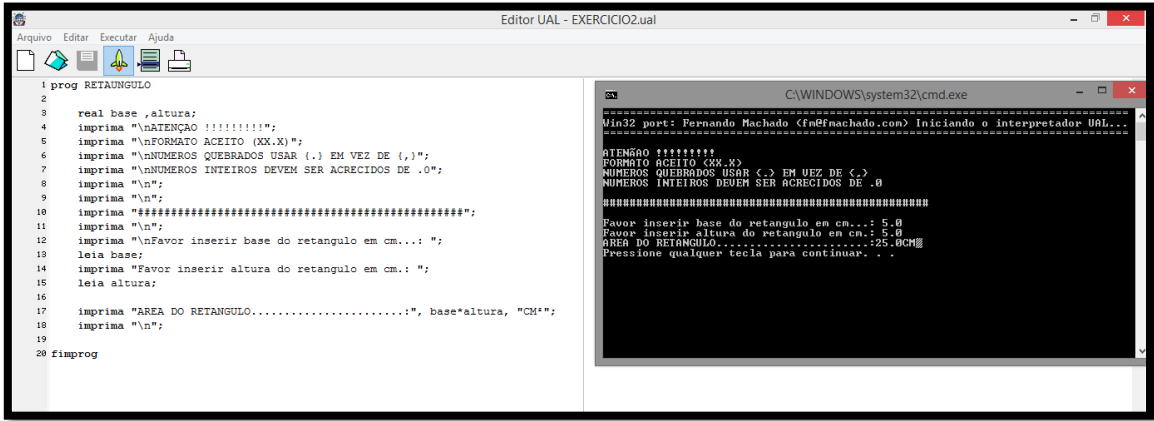 Editor UAL - EXERCICIO2.ual
Arquivo Editar Executar Ajuda
1 prog RETAUNGULO
2
3 real base ,altura;
4 imprima "\nATENÇAO !!!!!!!!!";
5 imprima "\nFORMATO ACEITO (XX.X)";
6 imprima "\nNUMEROS QUEBRADOS USAR {.} EM VEZ DE {,}";
7 imprima "\nNUMEROS INTEIROS DEVEM SER ACRECIDOS DE .0";
8 imprima "\n";
9 imprima "\n";
10 imprima "#################################################";
11 imprima "\n";
12 imprima "\nFavor inserir base do retangulo em cm...: ";
13 leia base;
14 imprima "Favor inserir altura do retangulo em cm.: ";
15 leia altura;
16
17 imprima "AREA DO RETANGULO.......................:", base*altura, "CM²";
18 imprima "\n";
19
20 fimprog
C:\WINDOWS\system32\cmd.exe
===============================================================================
Win32 port: Fernando Machado (fm@fmachado.com) Iniciando o interpretador UAL...
===============================================================================
ATENÃAO !!!!!!!!!
FORMATO ACEITO (XX.X)
NUMEROS QUEBRADOS USAR {.} EM VEZ DE {,}
NUMEROS INTEIROS DEVEM SER ACRECIDOS DE .0
#################################################
Favor inserir base do retangulo em cm...: 5.0
Favor inserir altura do retangulo em cm.: 5.0
AREA DO RETANGULO.......................:25.0CM▓
Pressione qualquer tecla para continuar. . .